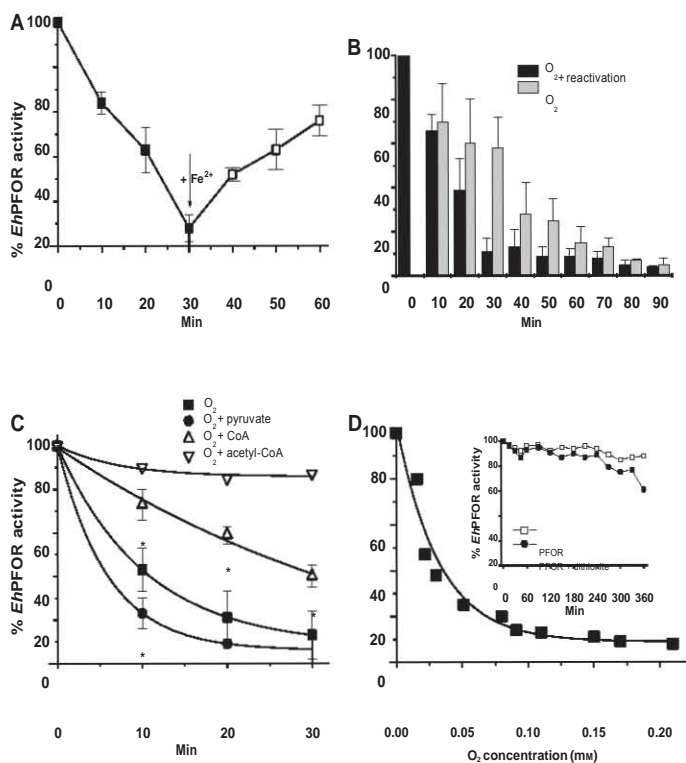 A
% EhPFOR activity
100
80
60
40
20
0
+ Fe²⁺
0 10 20 30 40 50 60
Min
B
100
80
60
40
20
0
O₂+ reactivation
O₂
0 10 20 30 40 50 60 70 80 90
Min
C
% EhPFOR activity
100
80
60
40
20
0
O₂
O₂+ pyruvate
O₂+ CoA
O₂+ acetyl-CoA
*
*
*
*
0 10 20 30
Min
D
100
80
60
40
20
0
% EhPFOR activity
100
80
60
40
20
0
PFOR
0 60 120 180 240 300 360
Min
0.00 0.05 0.10 0.15 0.20
O₂ concentration (mM)